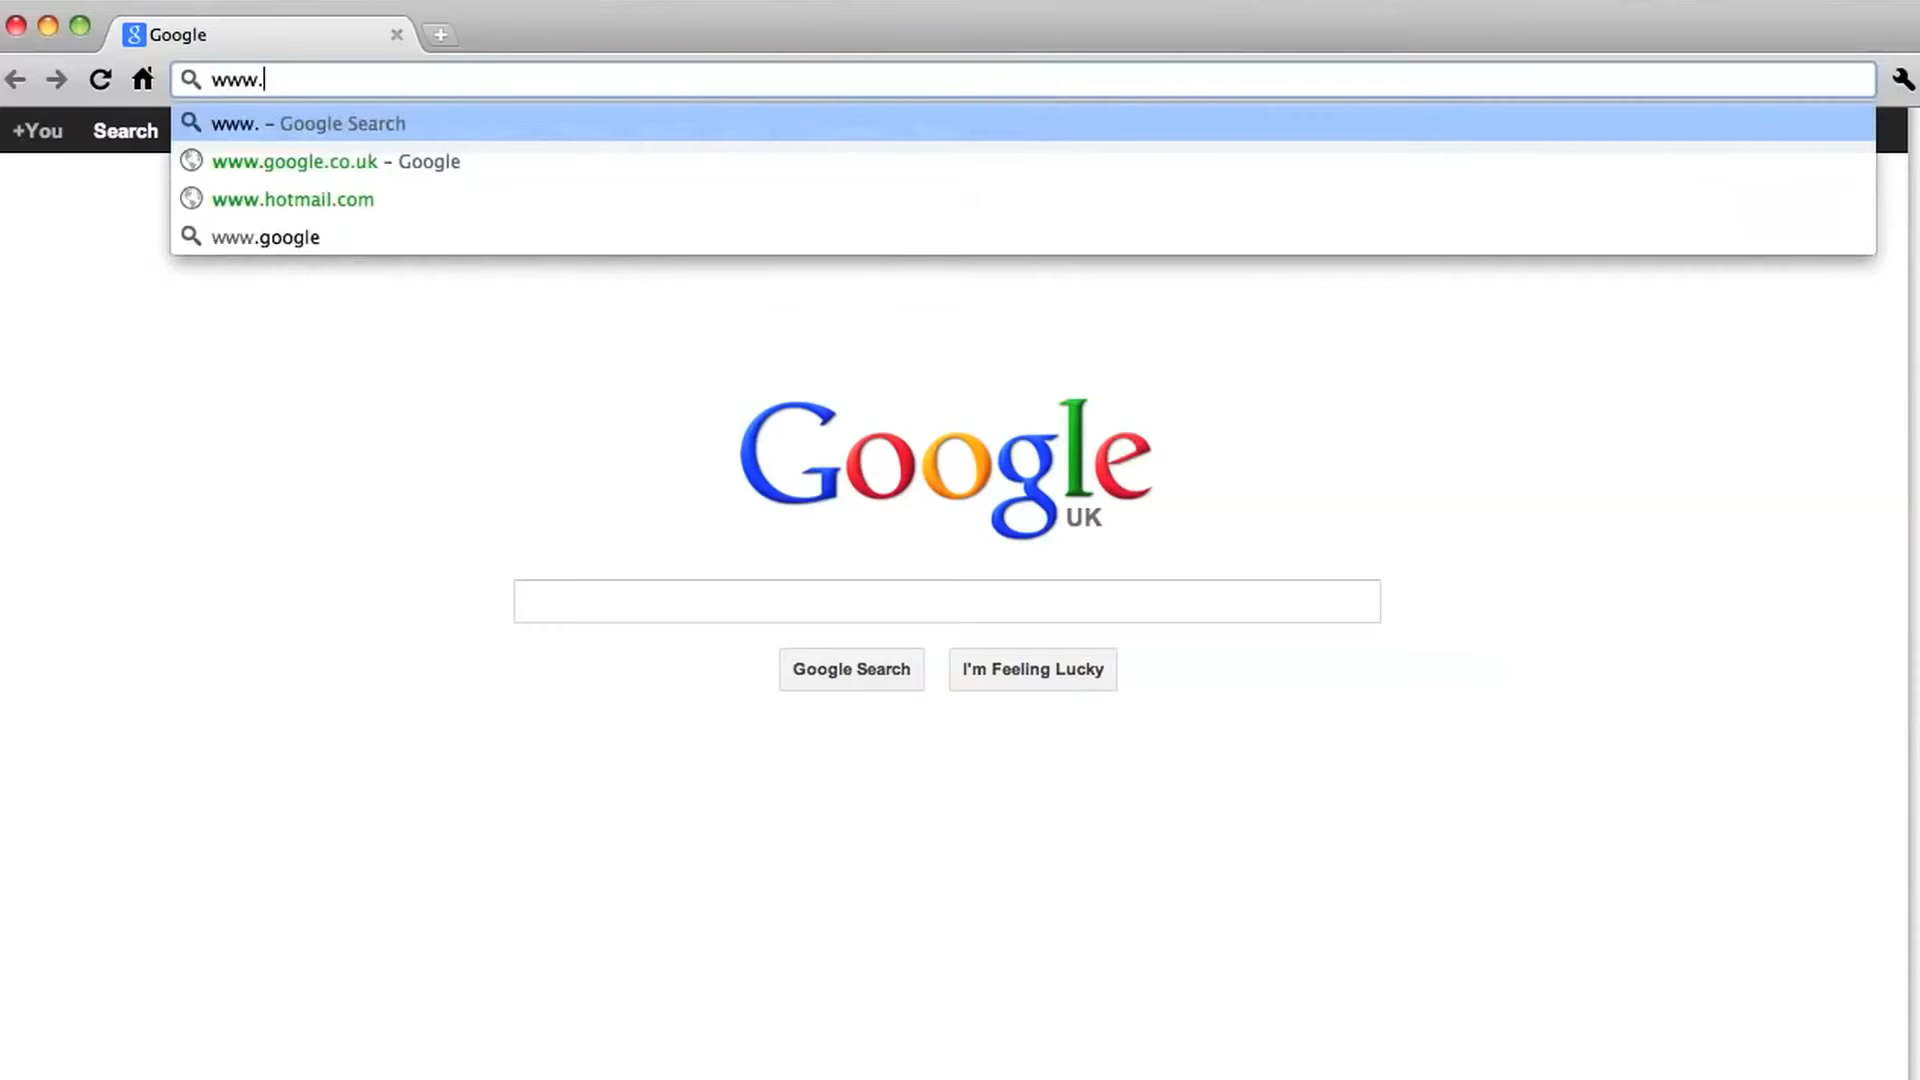 Google
www.
+You Search
www. – Google Search
www.google.co.uk – Google
www.hotmail.com
www.google
Google
UK
Google Search I'm Feeling Lucky